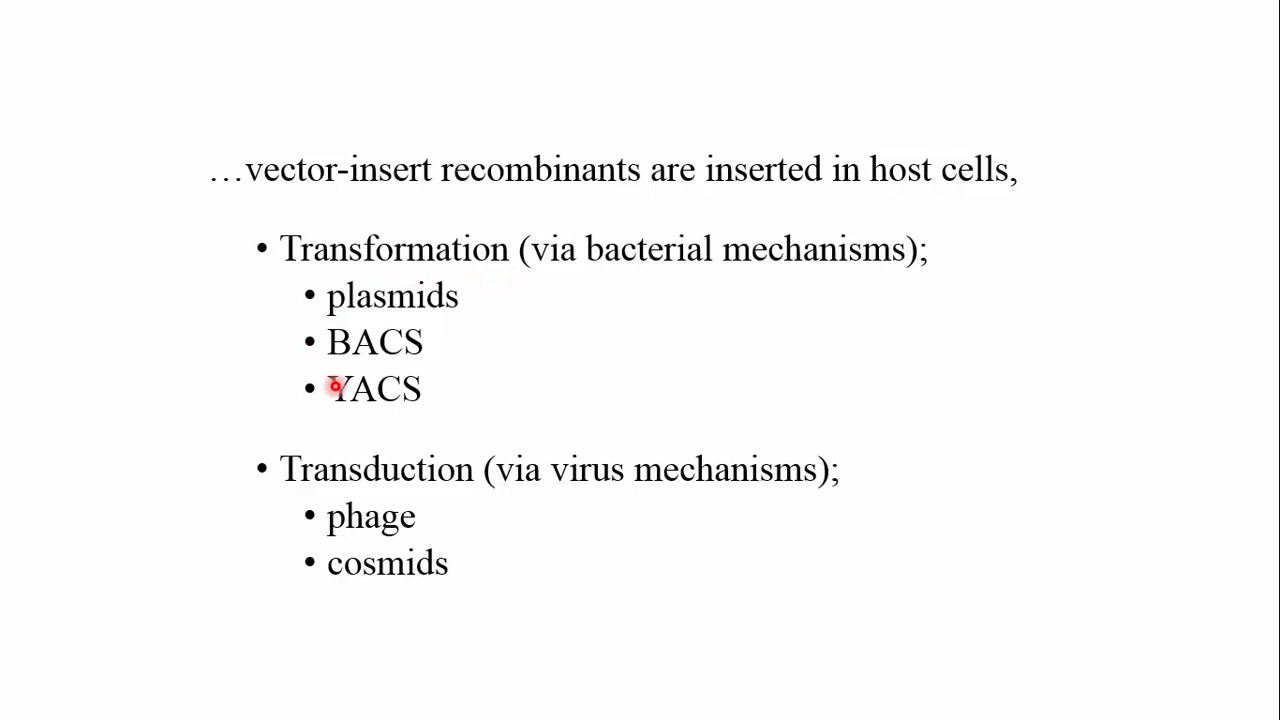 …vector-insert recombinants are inserted in host cells,
• Transformation (via bacterial mechanisms);
• plasmids
• BACS
• YACS
• Transduction (via virus mechanisms);
• phage
• cosmids